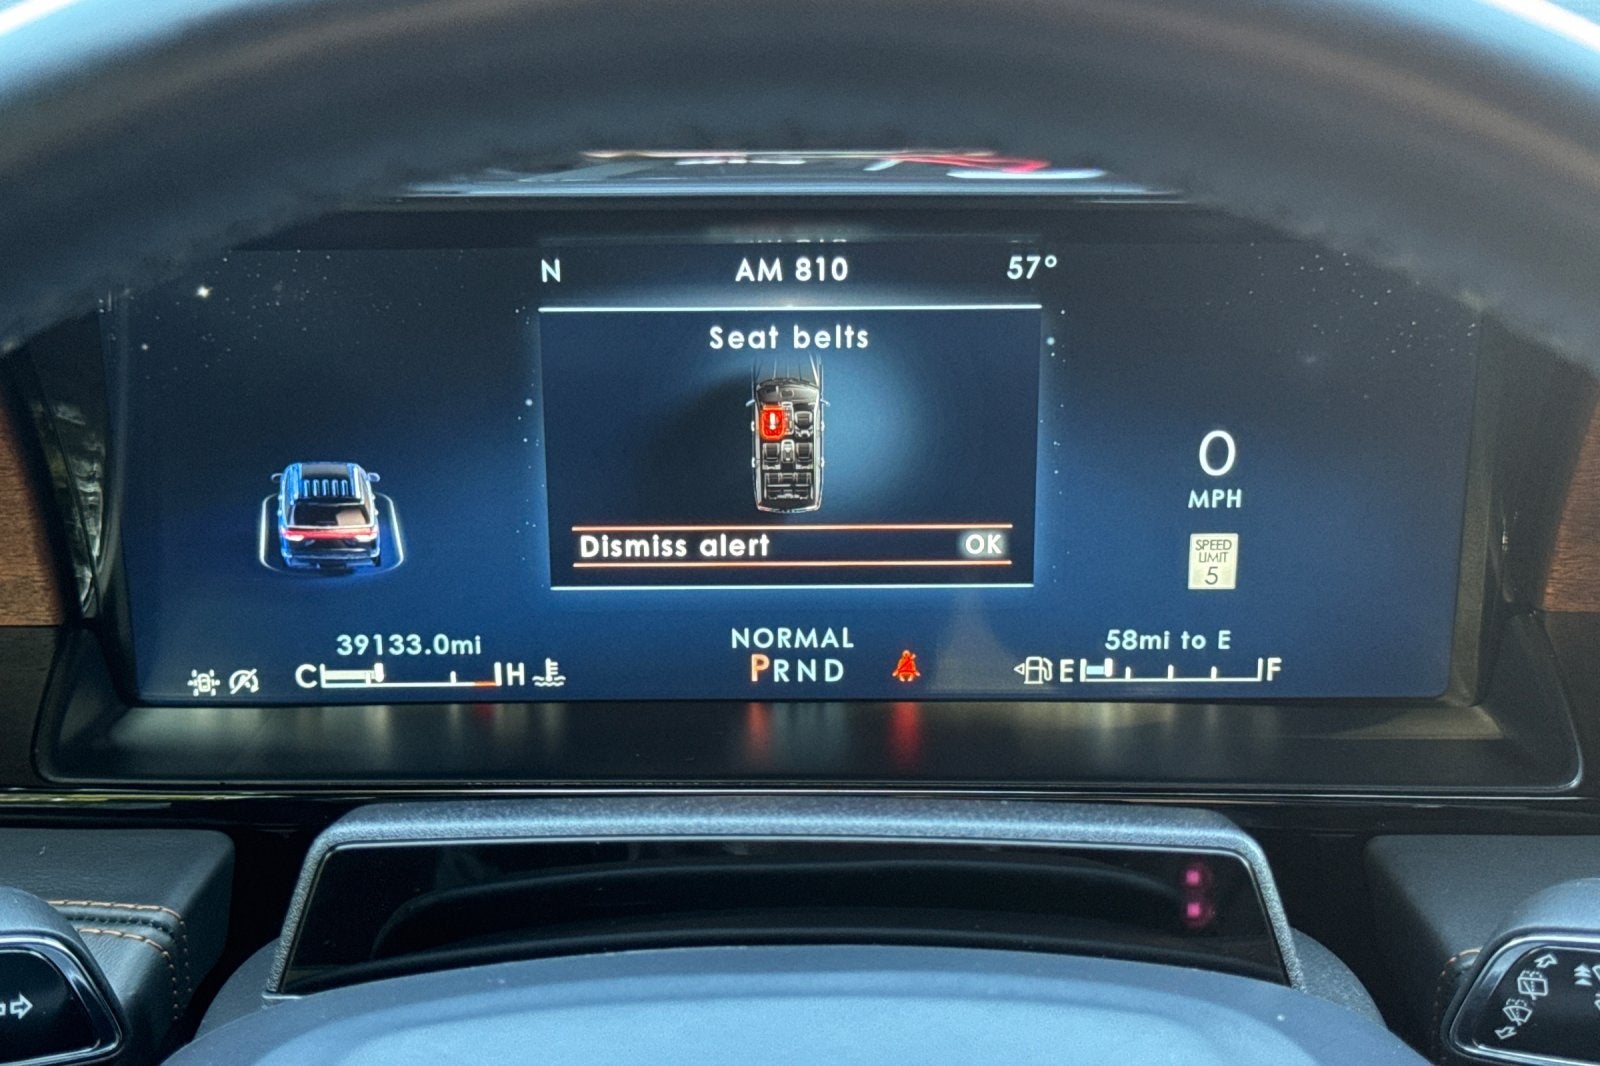 N AM 810 57°
Seat belts
Dismiss alert OK
0
MPH
SPEED
LIMIT
5
39133.0mi
NORMAL
58mi to E
C H
PRND
E F